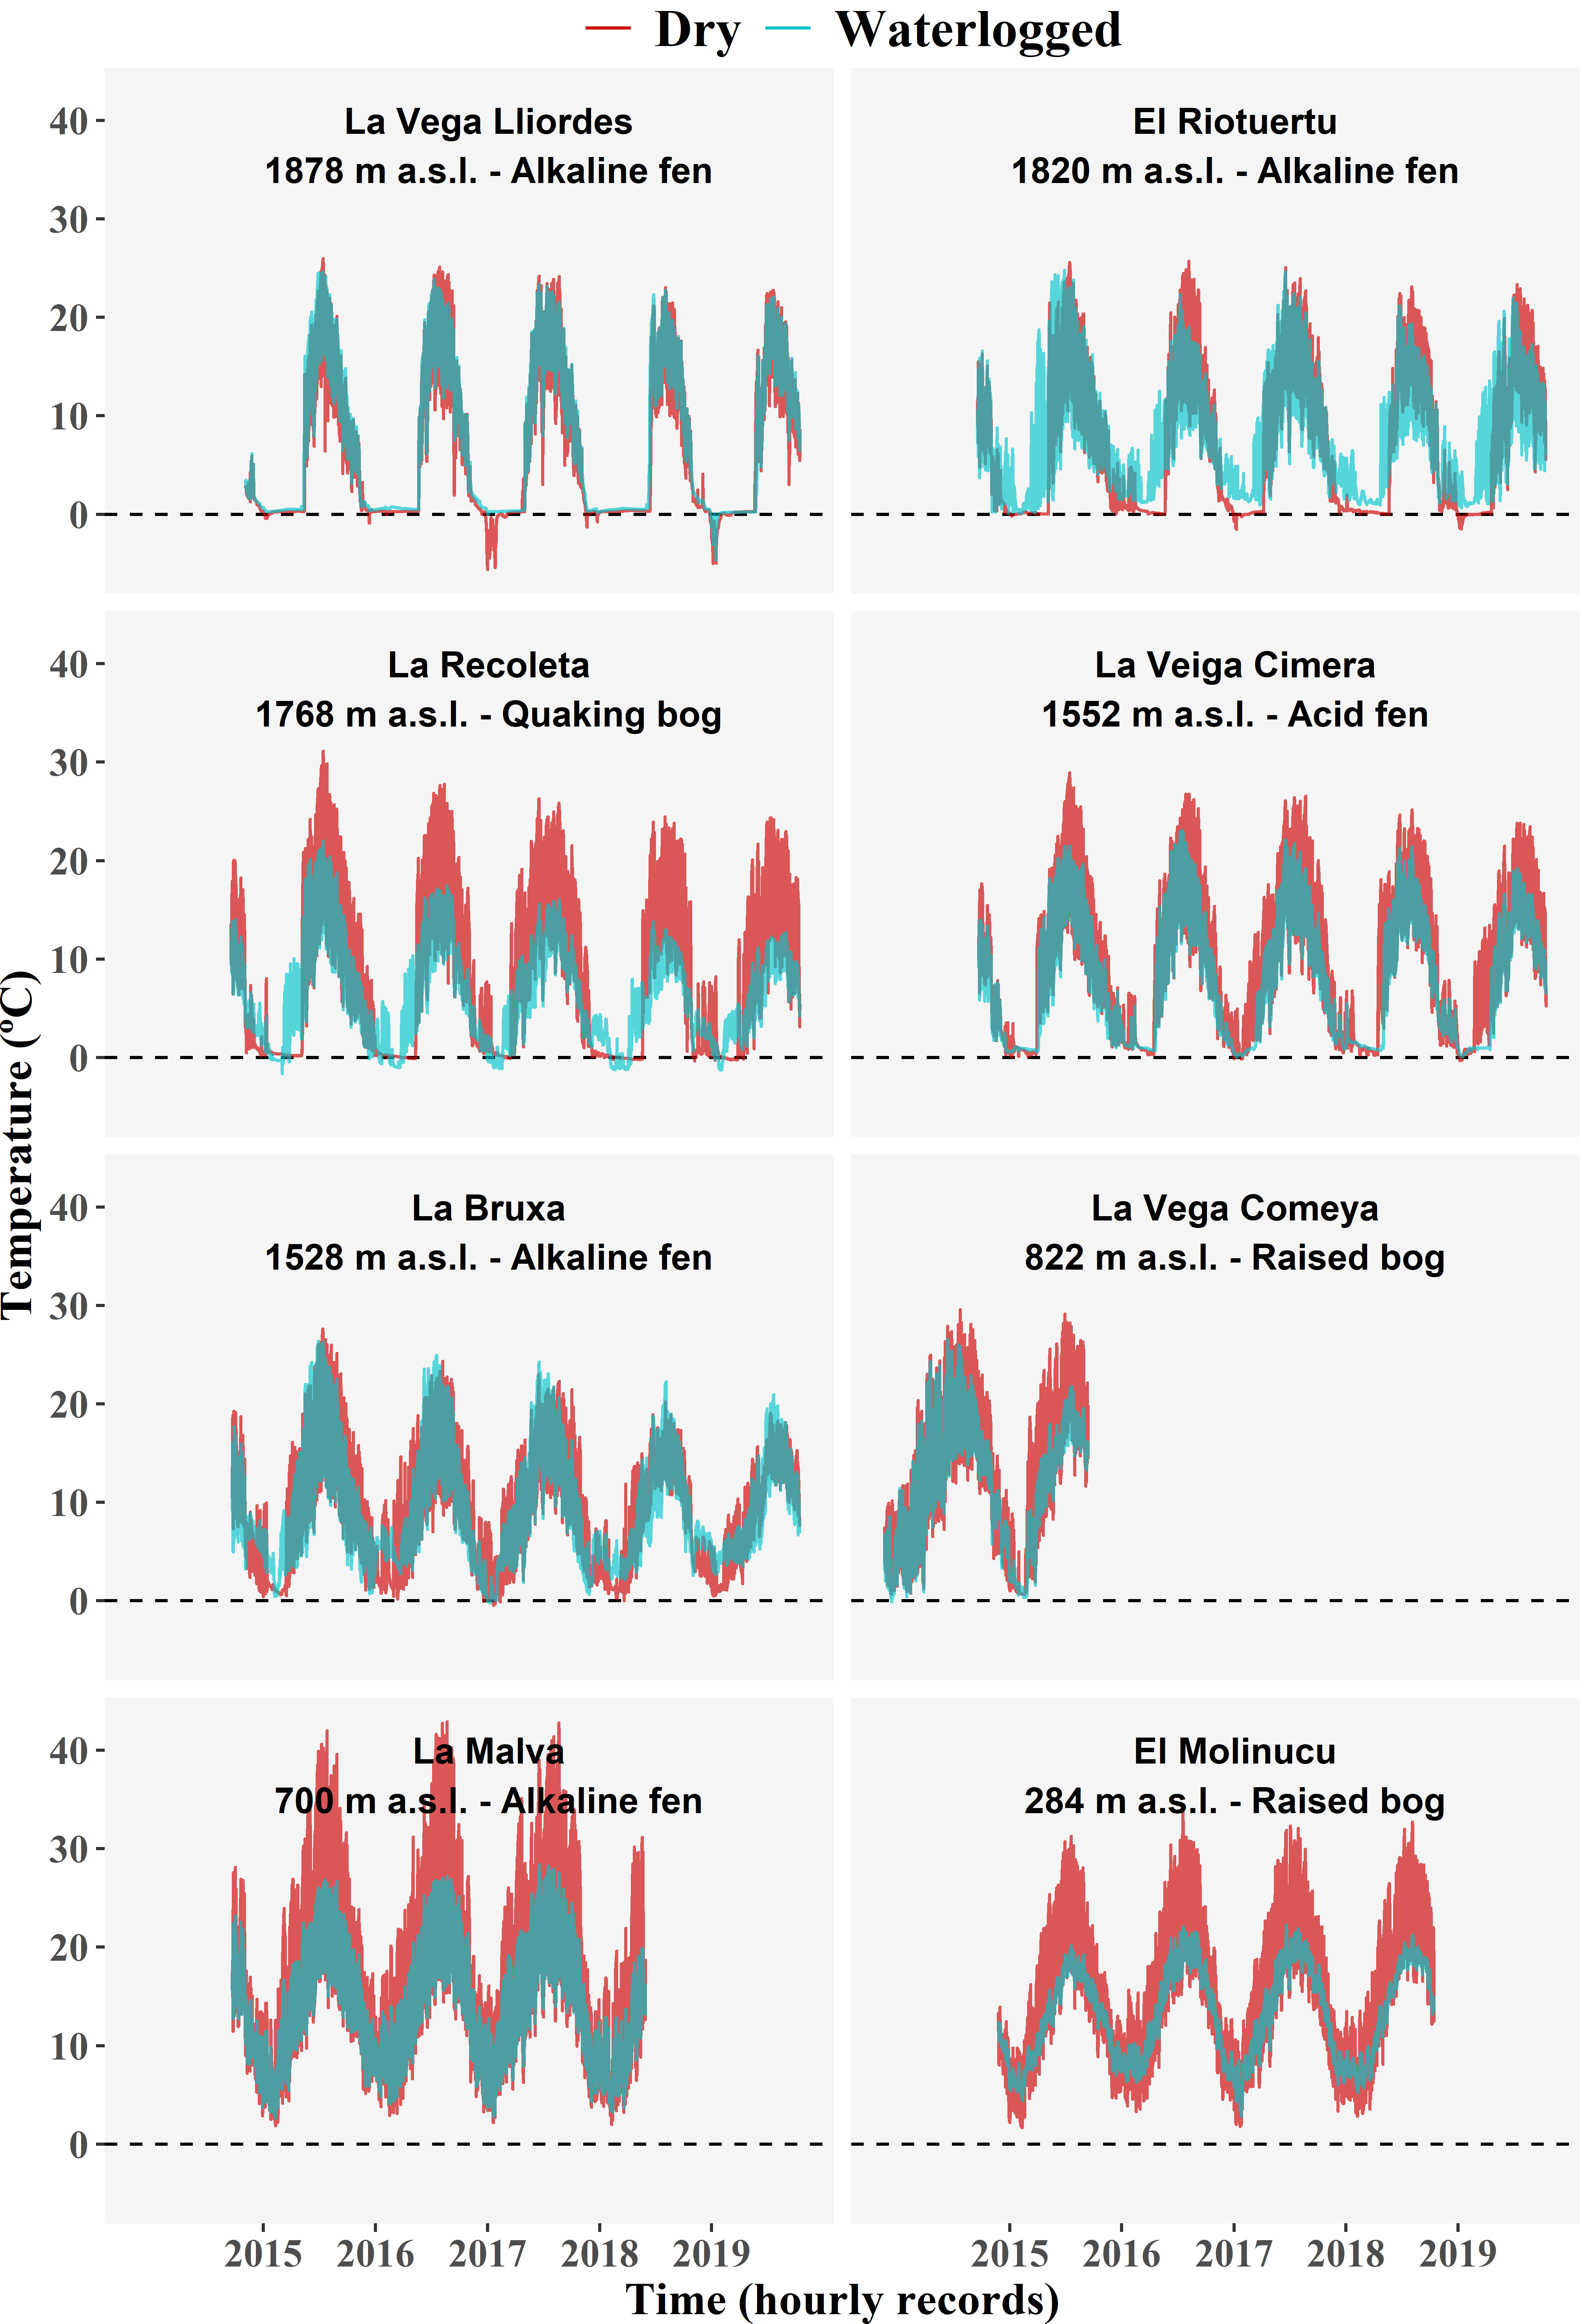 Dry Waterlogged
La Vega Lliordes
1878 m a.s.l. - Alkaline fen
El Riotuertu
1820 m a.s.l. - Alkaline fen
40
30
20
10
0
La Recoleta
1768 m a.s.l. - Quaking bog
La Veiga Cimera
1552 m a.s.l. - Acid fen
40
30
20
10
0
La Bruxa
1528 m a.s.l. - Alkaline fen
La Vega Comeya
822 m a.s.l. - Raised bog
40
30
20
10
0
La Malva
700 m a.s.l. - Alkaline fen
El Molinucu
284 m a.s.l. - Raised bog
40
30
20
10
0
Temperature (ºC)
2015 2016 2017 2018 2019
2015 2016 2017 2018 2019
Time (hourly records)